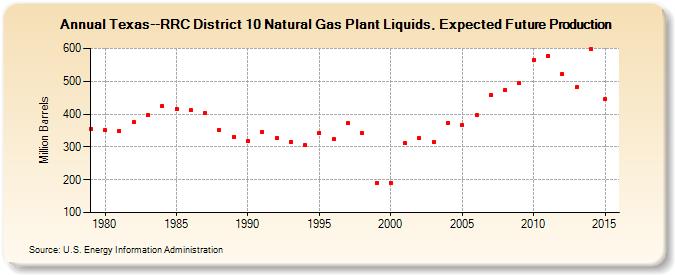 Annual Texas--RRC District 10 Natural Gas Plant Liquids, Expected Future Production
Million Barrels
600
500
400
300
200
100
1980 1985 1990 1995 2000 2005 2010 2015
Source: U.S. Energy Information Administration